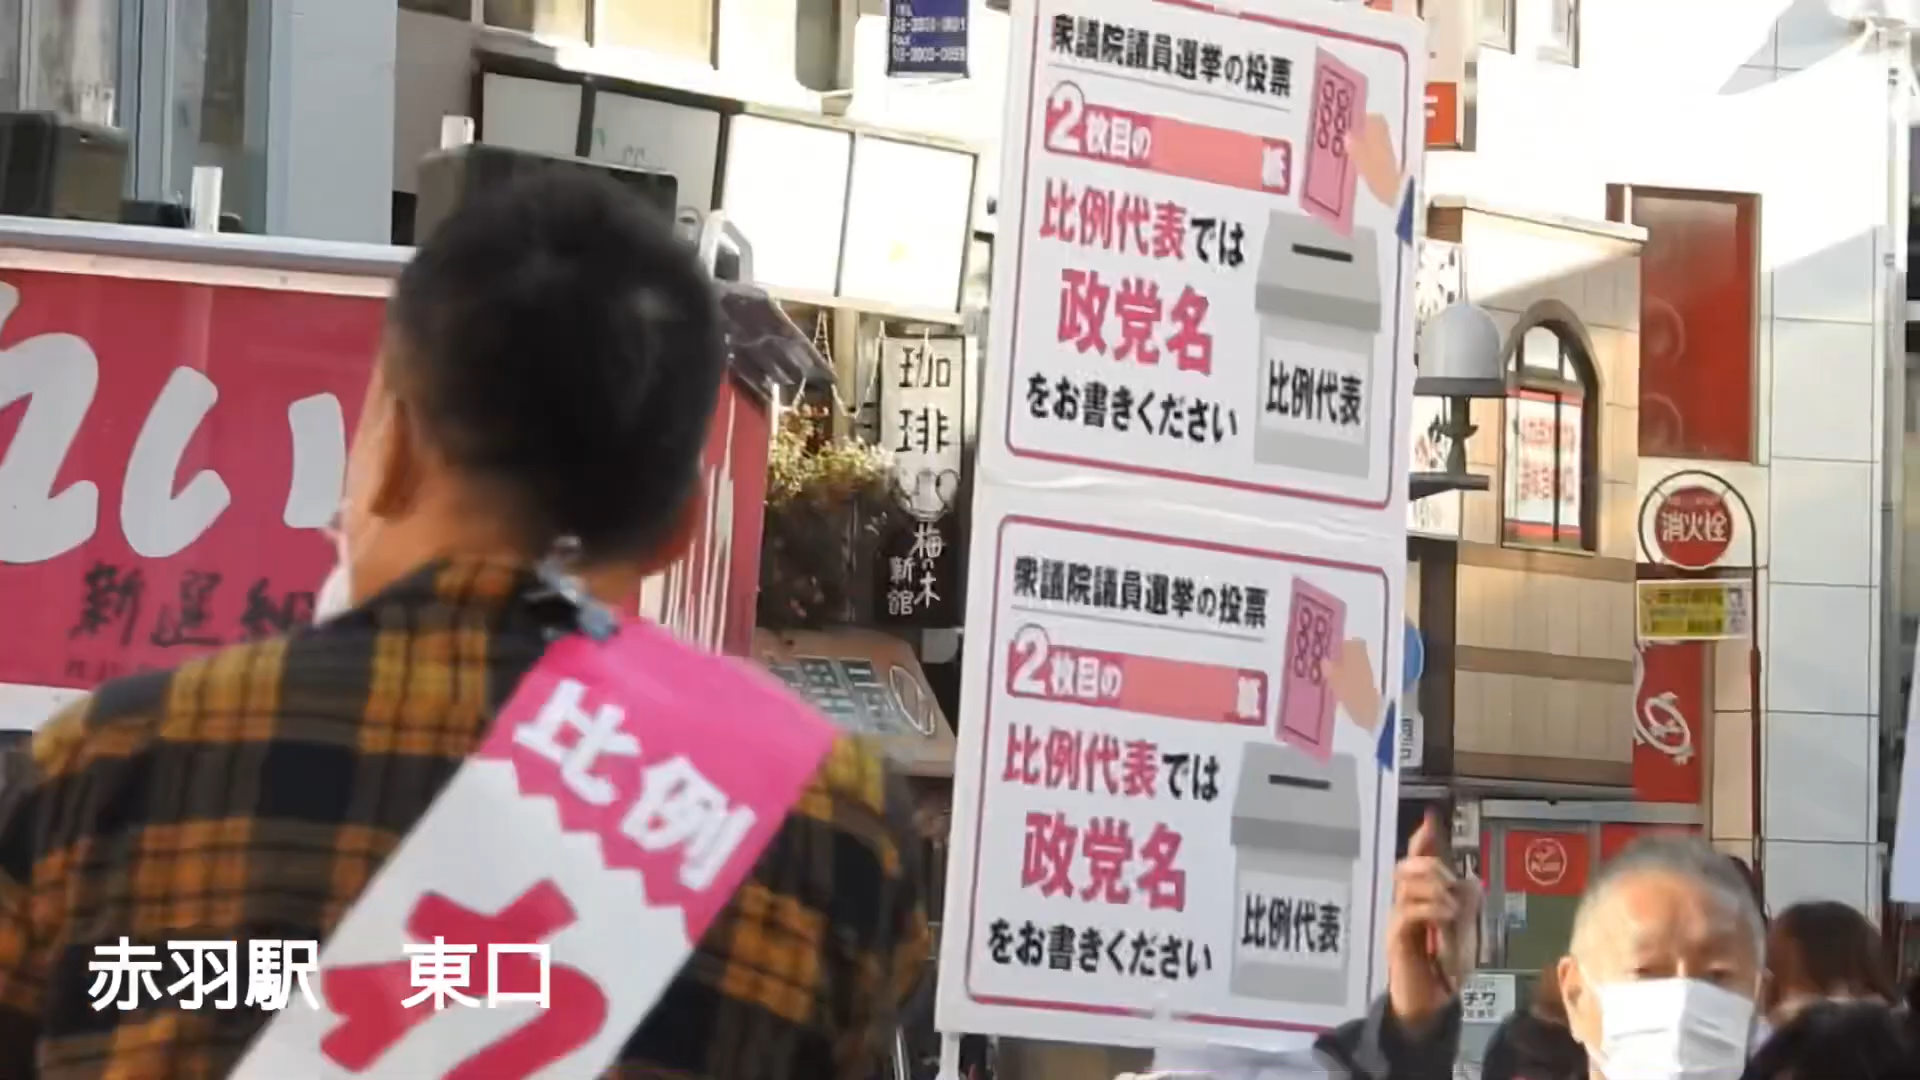 衆議院議員選挙の投票
2枚目の 紙
比例代表では
政党名
をお書きください
比例代表
衆議院議員選挙の投票
2枚目の 紙
比例代表では
政党名
をお書きください
比例代表
れい
新選組
珈琲
梅の木
新館
消火栓
比例
赤羽駅 東口